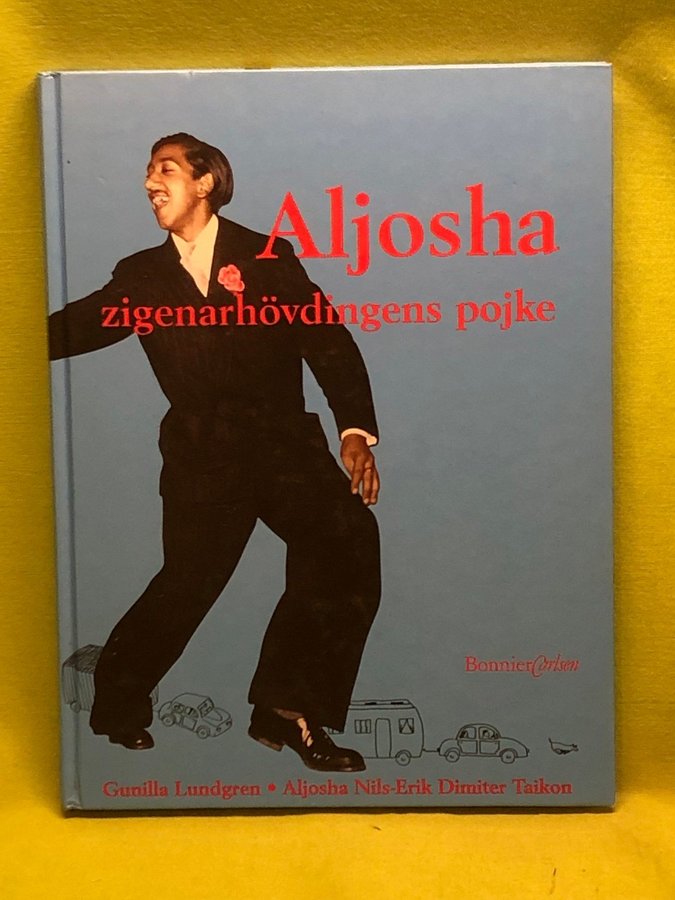 Aljosha
zigenarhövdingens pojke
BonnierCarlsen
Gunilla Lundgren • Aljosha Nils-Erik Dimiter Taikon